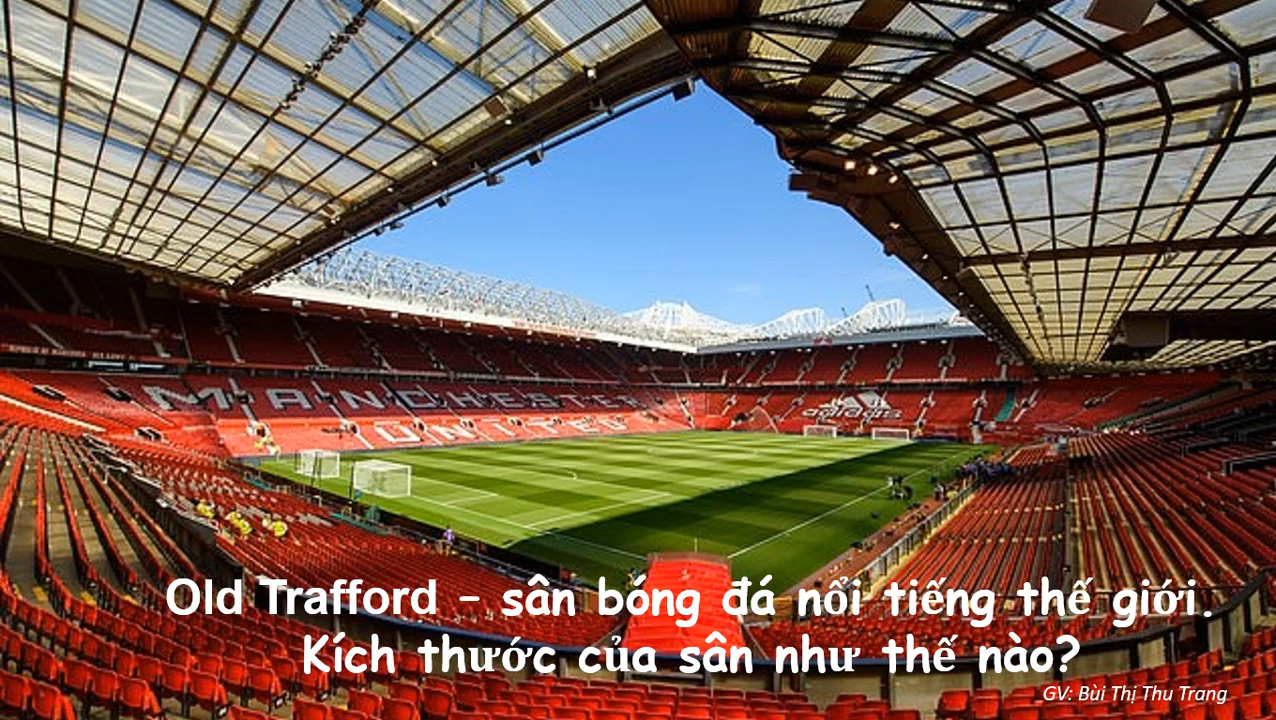 MANCHESTER
UNITED
adidas
Old Trafford – sân bóng đá nổi tiếng thế giới.
Kích thước của sân như thế nào?
GV: Bùi Thị Thu Trang